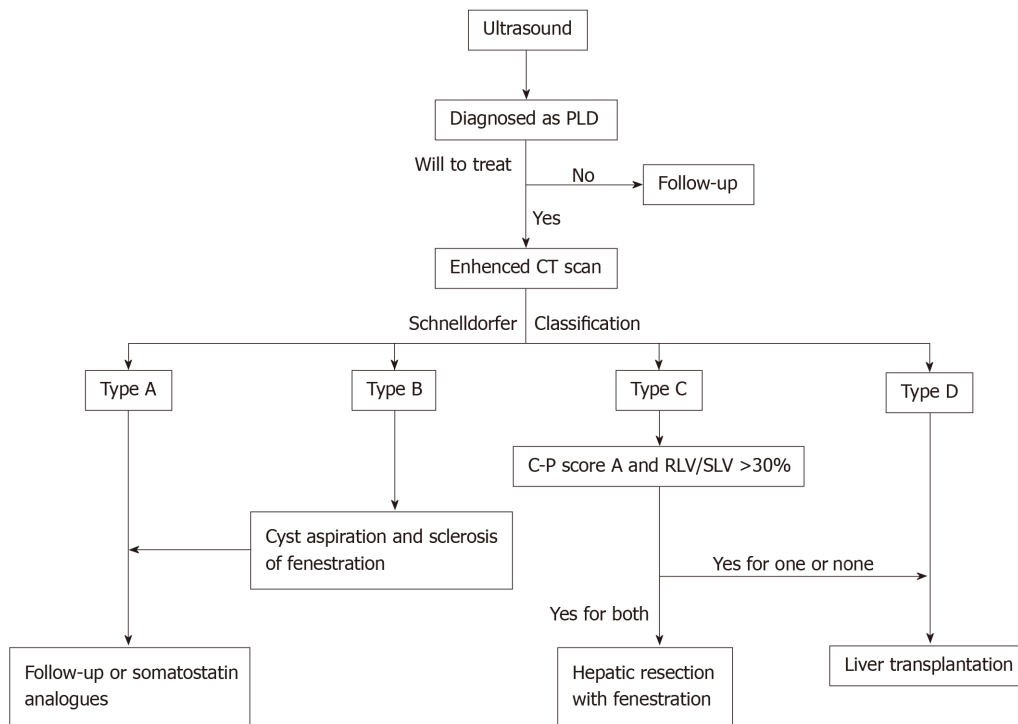 Ultrasound
Diagnosed as PLD
Will to treat
No
Follow-up
Yes
Enhenced CT scan
Schnelldorfer Classification
Type A
Type B
Type C
Type D
C-P score A and RLV/SLV >30%
Cyst aspiration and sclerosis
of fenestration
Yes for one or none
Yes for both
Follow-up or somatostatin
analogues
Hepatic resection
with fenestration
Liver transplantation